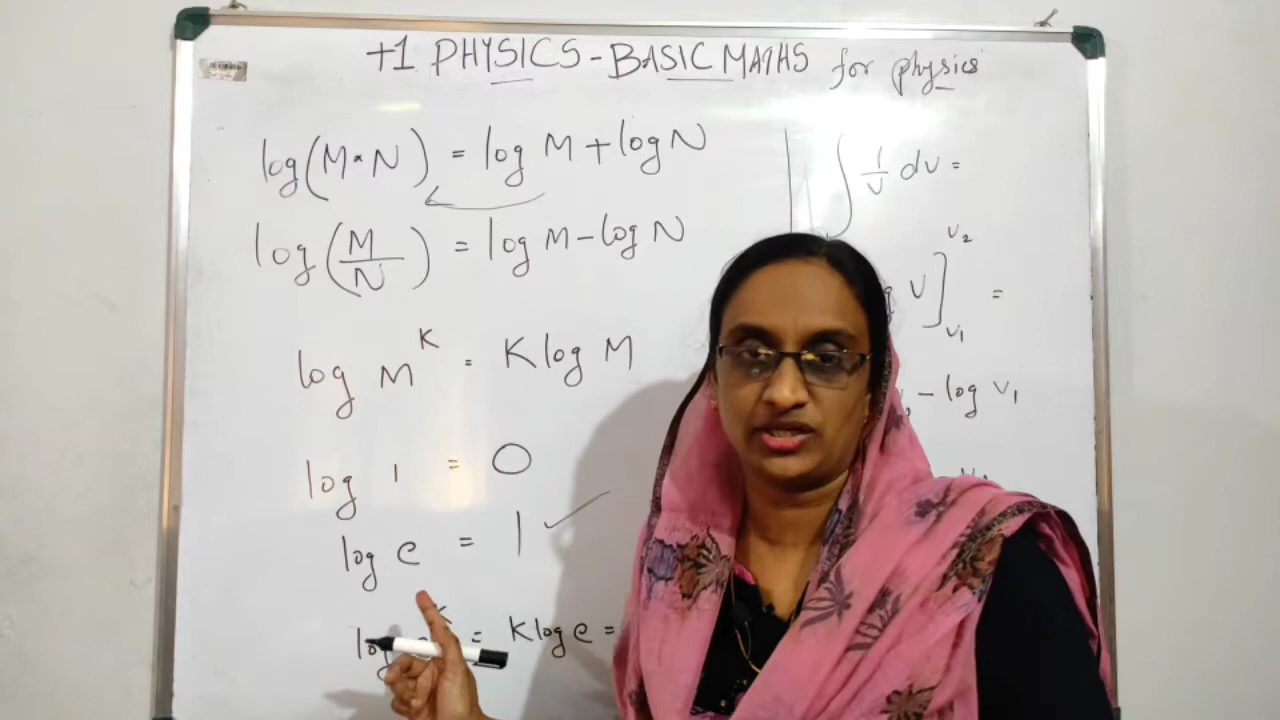 +1 PHYSICS - BASIC MATHS for physics
log(M × N) = log M + log N
log(M/N) = log M - log N
log M^K = K log M
log 1 = 0
log e = 1 ✓
= K log e =
∫ 1/v dv =
v]_{v₁}^{v₂} =
- log v₁